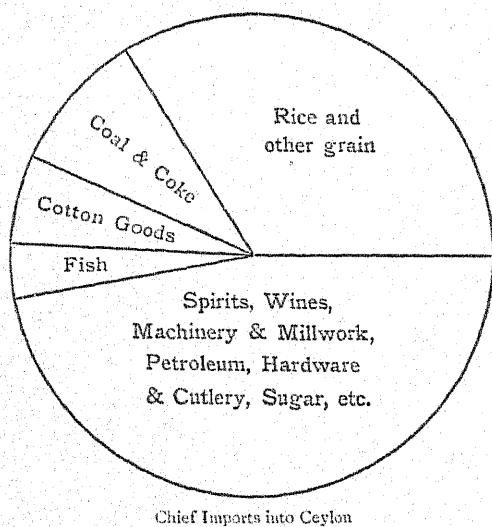 Rice and
other grain
Coal & Coke
Cotton Goods
Fish
Spirits, Wines,
Machinery & Millwork,
Petroleum, Hardware
& Cutlery, Sugar, etc.
Chief Imports into Ceylon